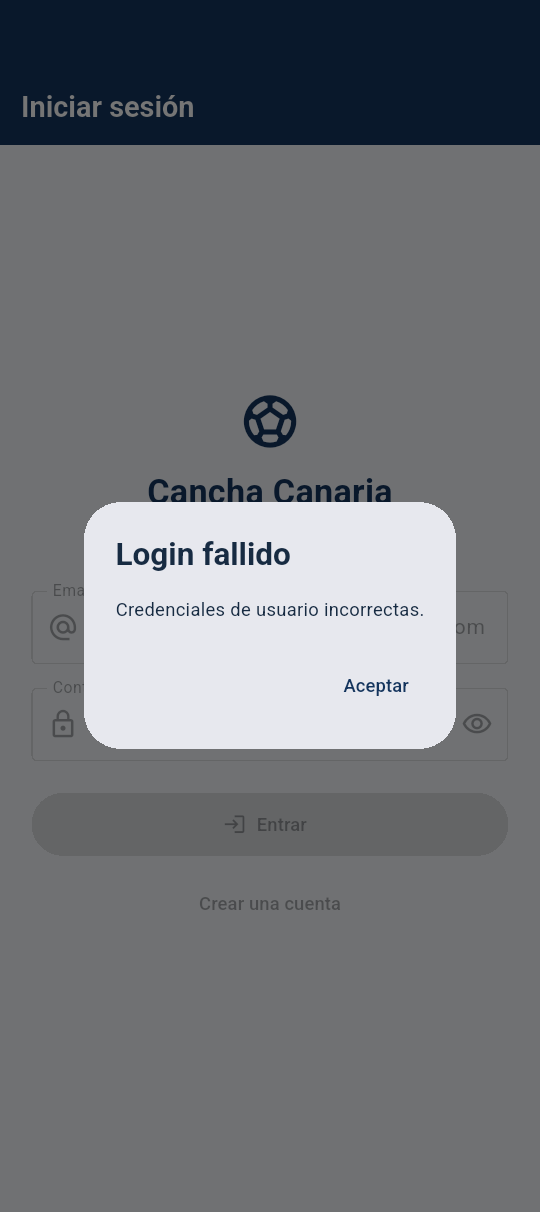 Iniciar sesión
Cancha Canaria
Login fallido
Credenciales de usuario incorrectas.
Aceptar
Entrar
Crear una cuenta